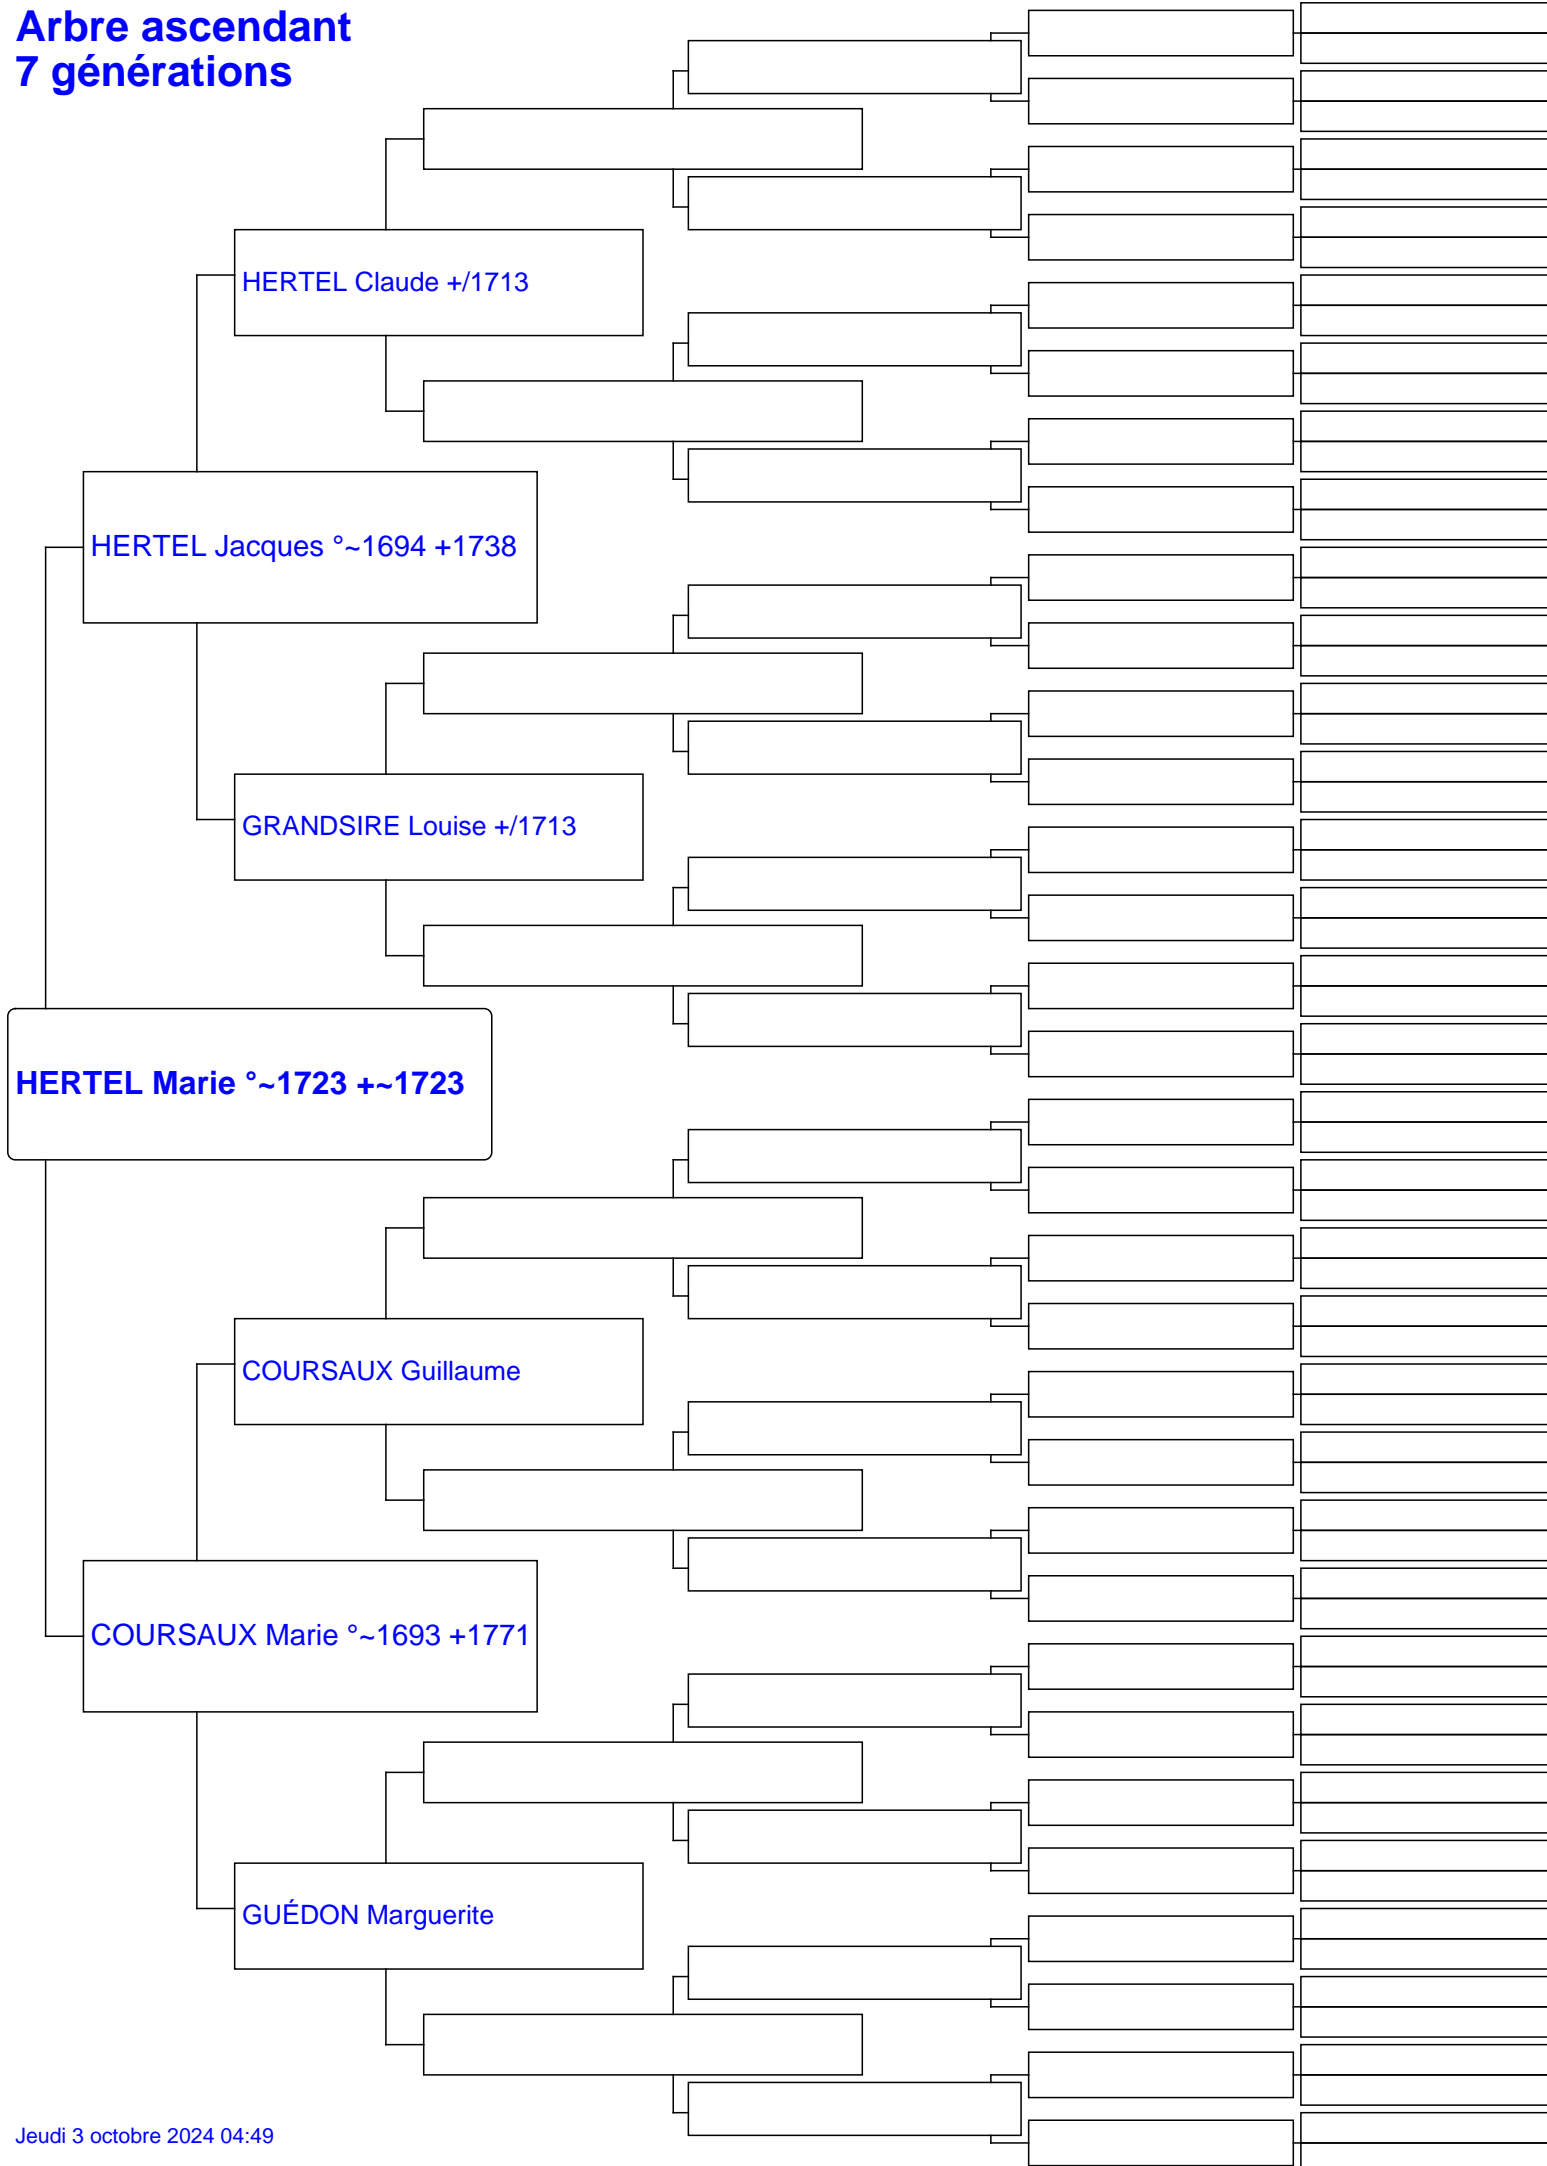 Arbre ascendant
7 générations
HERTEL Claude +/1713
HERTEL Jacques °~1694 +1738
GRANDSIRE Louise +/1713
HERTEL Marie °~1723 +~1723
COURSAUX Guillaume
COURSAUX Marie °~1693 +1771
GUÉDON Marguerite
Jeudi 3 octobre 2024 04:49